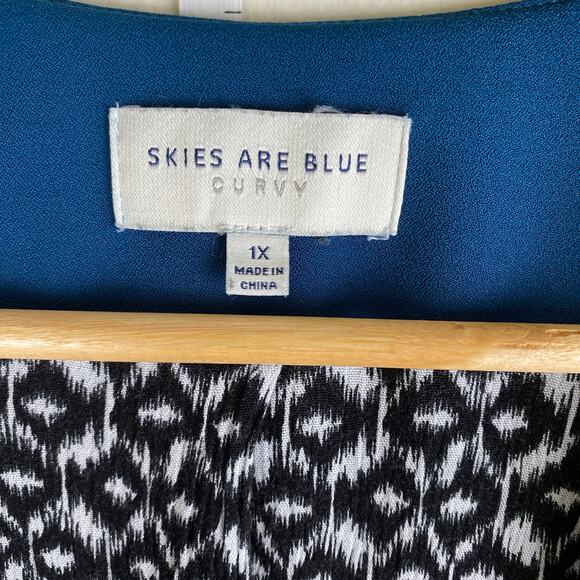 SKIES ARE BLUE
CURVY
1X
MADE IN
CHINA